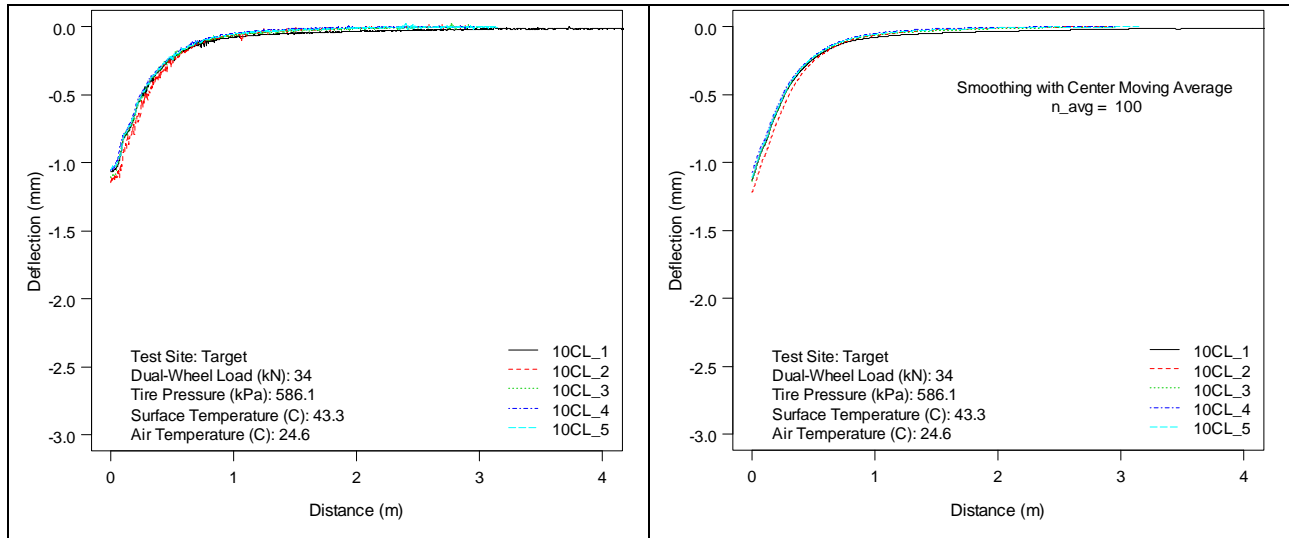 0.0
-0.5
-1.0
-1.5
-2.0
-2.5
-3.0
Deflection (mm)
Test Site: Target
Dual-Wheel Load (kN): 34
Tire Pressure (kPa): 586.1
Surface Temperature (C): 43.3
Air Temperature (C): 24.6
10CL_1
10CL_2
10CL_3
10CL_4
10CL_5
0 1 2 3 4
Distance (m)
0.0
-0.5
-1.0
-1.5
-2.0
-2.5
-3.0
Deflection (mm)
Smoothing with Center Moving Average
n_avg = 100
Test Site: Target
Dual-Wheel Load (kN): 34
Tire Pressure (kPa): 586.1
Surface Temperature (C): 43.3
Air Temperature (C): 24.6
10CL_1
10CL_2
10CL_3
10CL_4
10CL_5
0 1 2 3 4
Distance (m)